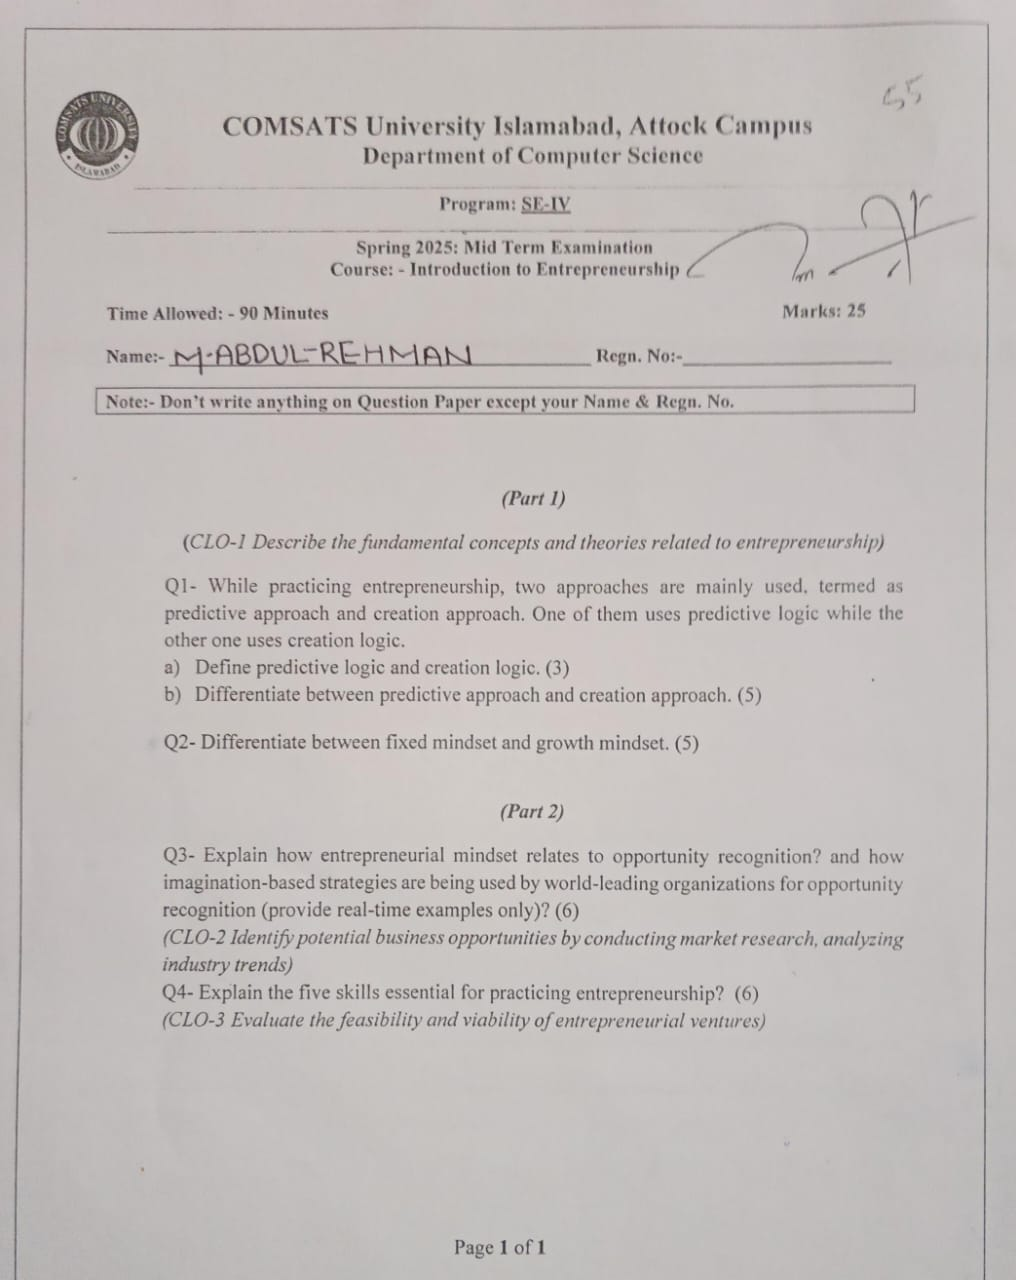 55
COMSATS UNIVERSITY
ISLAMABAD
COMSATS University Islamabad, Attock Campus
Department of Computer Science
Program: SE-IV
Spring 2025: Mid Term Examination
Course: - Introduction to Entrepreneurship
Time Allowed: - 90 Minutes Marks: 25
Name:- M-ABDUL-REHMAN Regn. No:-
Note:- Don't write anything on Question Paper except your Name & Regn. No.
(Part 1)
(CLO-1 Describe the fundamental concepts and theories related to entrepreneurship)
Q1- While practicing entrepreneurship, two approaches are mainly used, termed as
predictive approach and creation approach. One of them uses predictive logic while the
other one uses creation logic.
a) Define predictive logic and creation logic. (3)
b) Differentiate between predictive approach and creation approach. (5)
Q2- Differentiate between fixed mindset and growth mindset. (5)
(Part 2)
Q3- Explain how entrepreneurial mindset relates to opportunity recognition? and how
imagination-based strategies are being used by world-leading organizations for opportunity
recognition (provide real-time examples only)? (6)
(CLO-2 Identify potential business opportunities by conducting market research, analyzing
industry trends)
Q4- Explain the five skills essential for practicing entrepreneurship? (6)
(CLO-3 Evaluate the feasibility and viability of entrepreneurial ventures)
Page 1 of 1